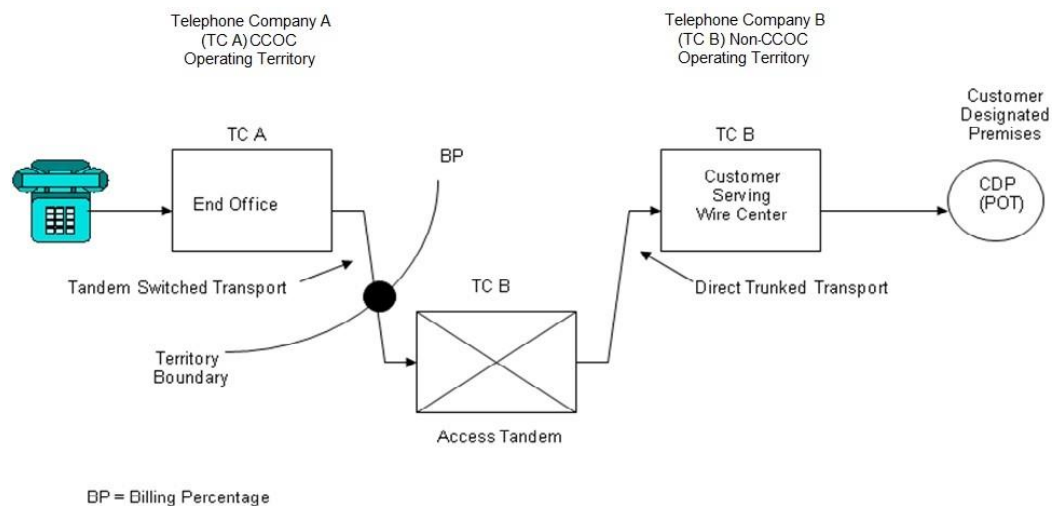 Telephone Company A
(TC A) CCOC
Operating Territory
Telephone Company B
(TC B) Non-CCOC
Operating Territory
Customer
Designated
Premises
TC A
BP
TC B
End Office
Customer
Serving
Wire Center
CDP
(POT)
Tandem Switched Transport
TC B
Direct Trunked Transport
Territory
Boundary
Access Tandem
BP = Billing Percentage